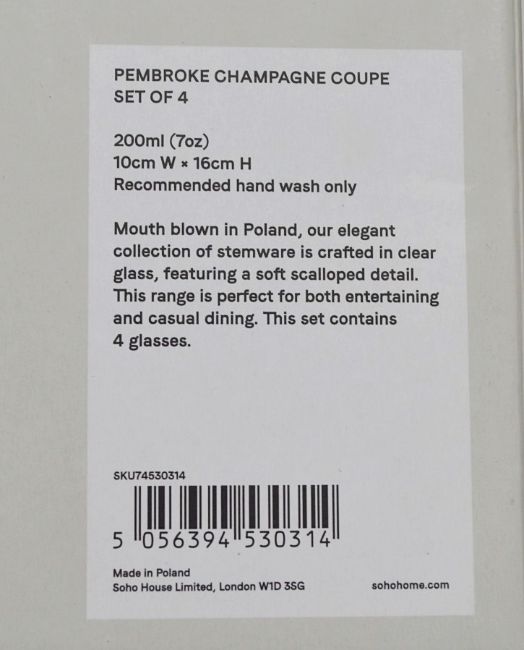 PEMBROKE CHAMPAGNE COUPE
SET OF 4
200ml (7oz)
10cm W × 16cm H
Recommended hand wash only
Mouth blown in Poland, our elegant
collection of stemware is crafted in clear
glass, featuring a soft scalloped detail.
This range is perfect for both entertaining
and casual dining. This set contains
4 glasses.
SKU74530314
5 056394 530314
Made in Poland
Soho House Limited, London W1D 3SG
sohohome.com